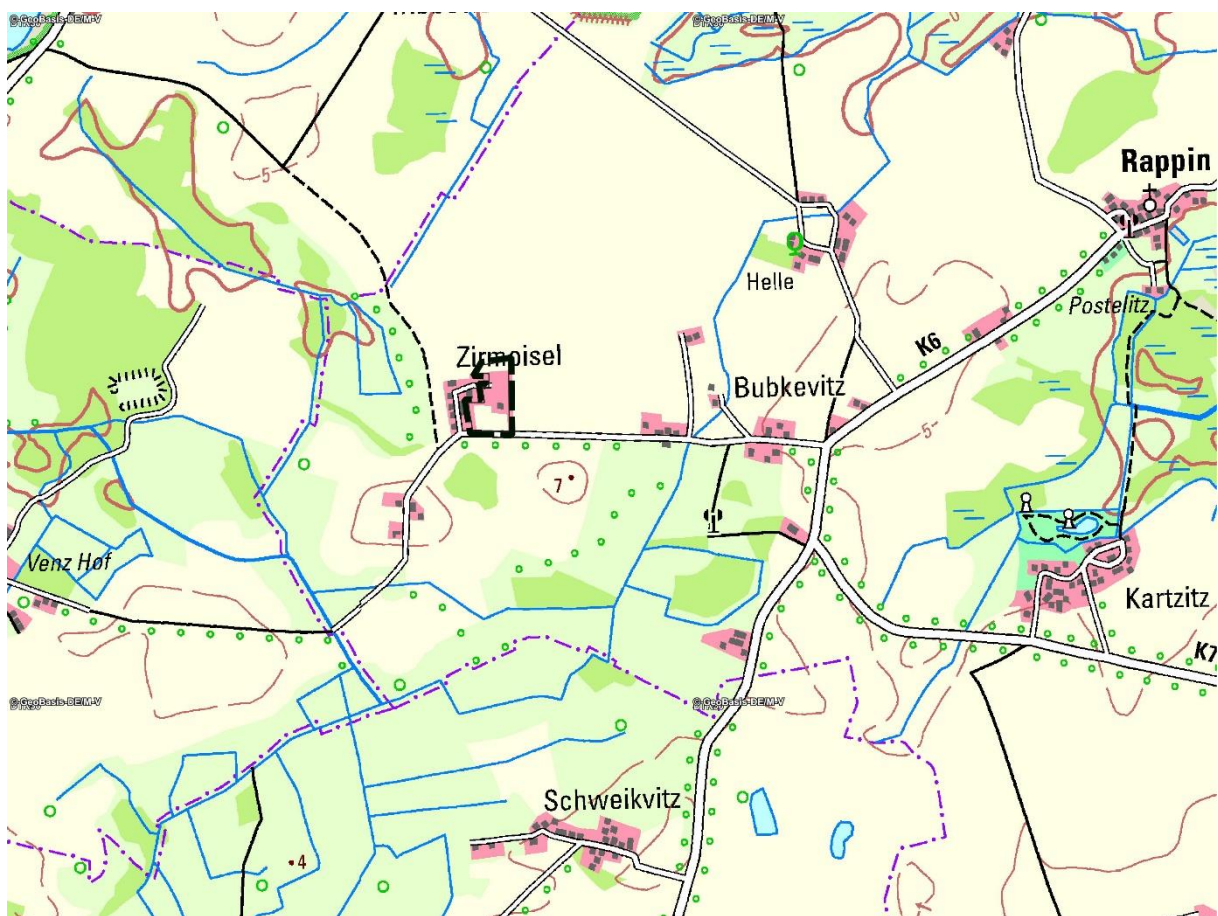 © GeoBasis-DE/M-V
© GeoBasis-DE/M-V
5
Rappin
Helle
Postelitz
K6
Zirmoisel
Bubkevitz
5
7
Venz Hof
Kartzitz
K7
© GeoBasis-DE/M-V
© GeoBasis-DE/M-V
Schweikvitz
4